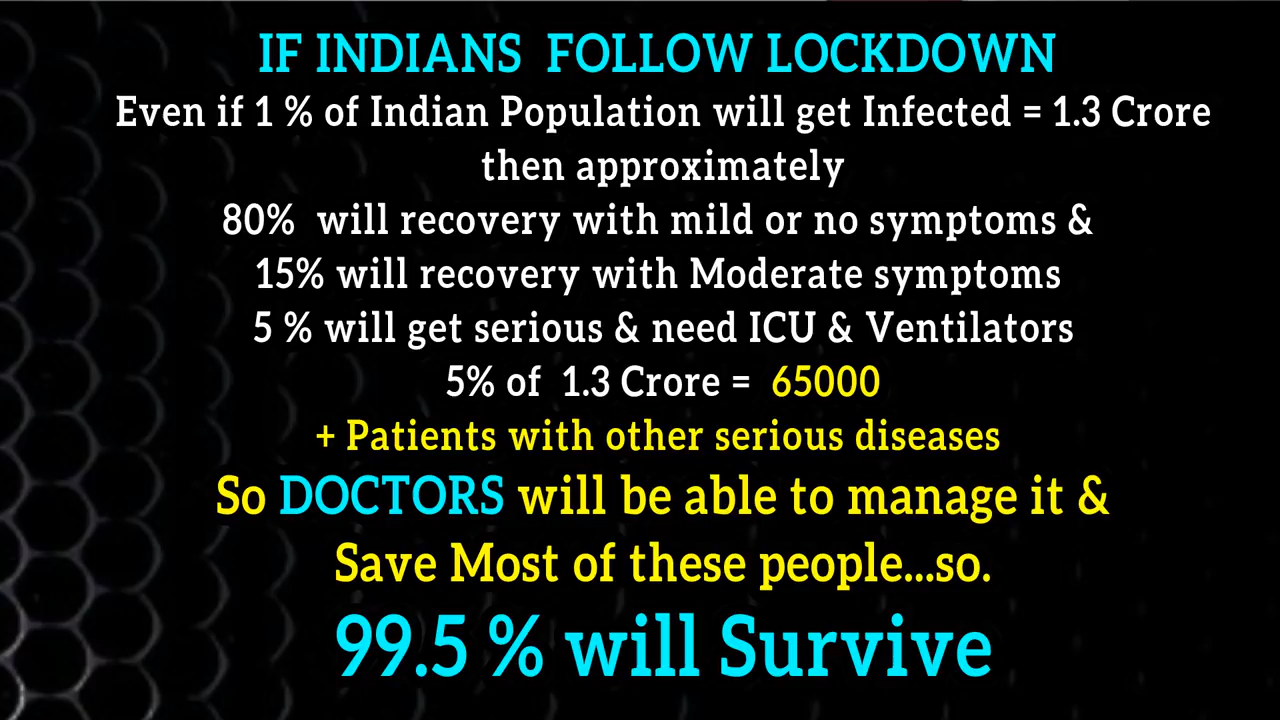 IF INDIANS FOLLOW LOCKDOWN
Even if 1 % of Indian Population will get Infected = 1.3 Crore
then approximately
80% will recovery with mild or no symptoms &
15% will recovery with Moderate symptoms
5 % will get serious & need ICU & Ventilators
5% of 1.3 Crore = 65000
+ Patients with other serious diseases
So DOCTORS will be able to manage it &
Save Most of these people...so.
99.5 % will Survive